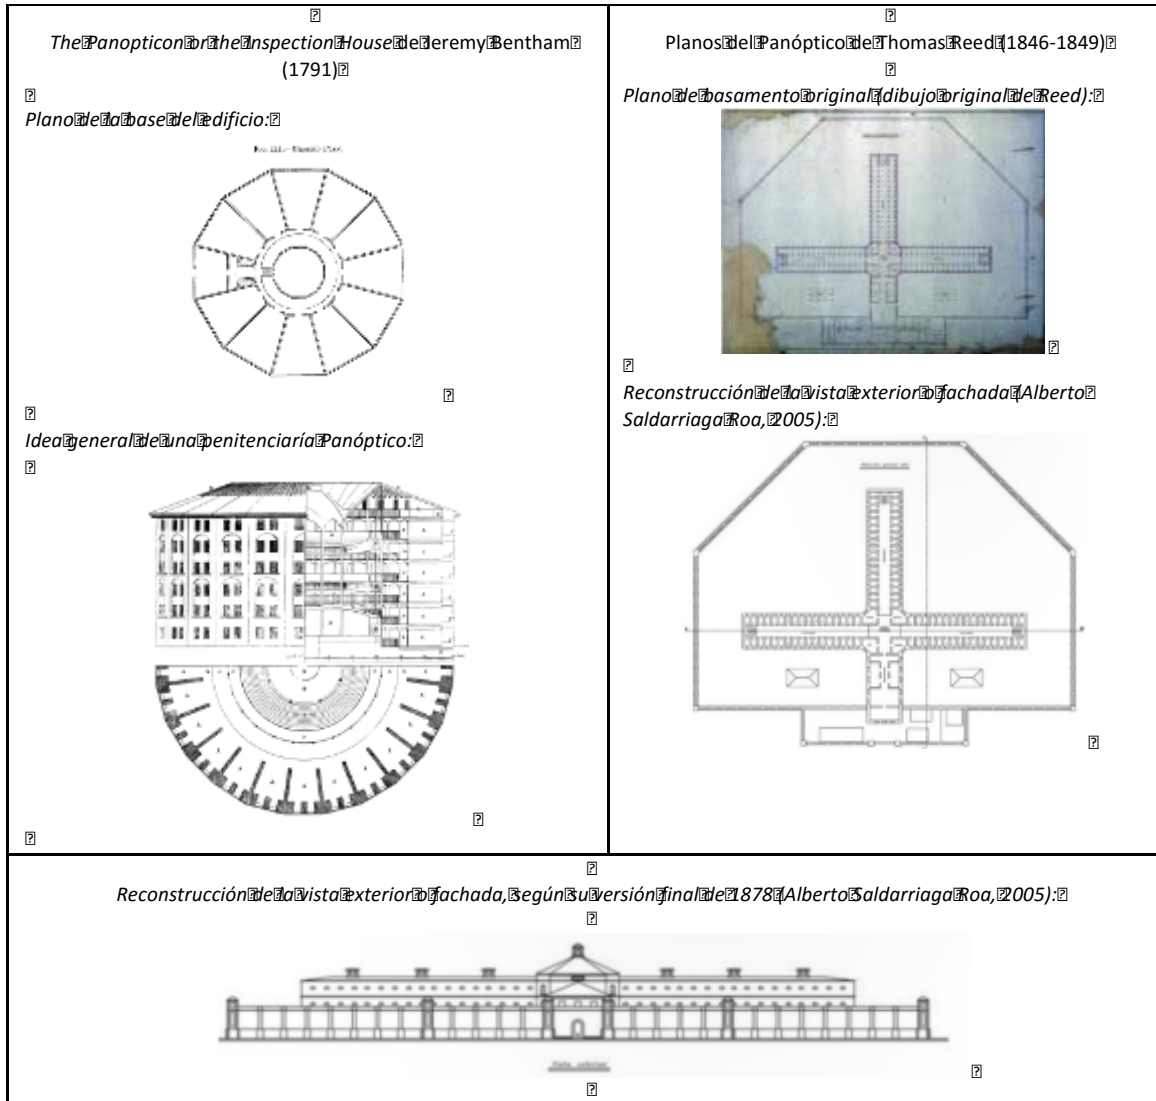 The Panopticon or the Inspection House de Jeremy Bentham
(1791)
Plano de la base del edificio:
Idea general de una penitenciaría Panóptico:
Planos del Panóptico de Thomas Reed (1846-1849)
Plano de basamento original (dibujo original de Reed):
Reconstrucción de la vista exterior o fachada (Alberto
Saldarriaga Roa, 2005):
Reconstrucción de la vista exterior o fachada, según su versión final de 1878 (Alberto Saldarriaga Roa, 2005):
Vista exterior